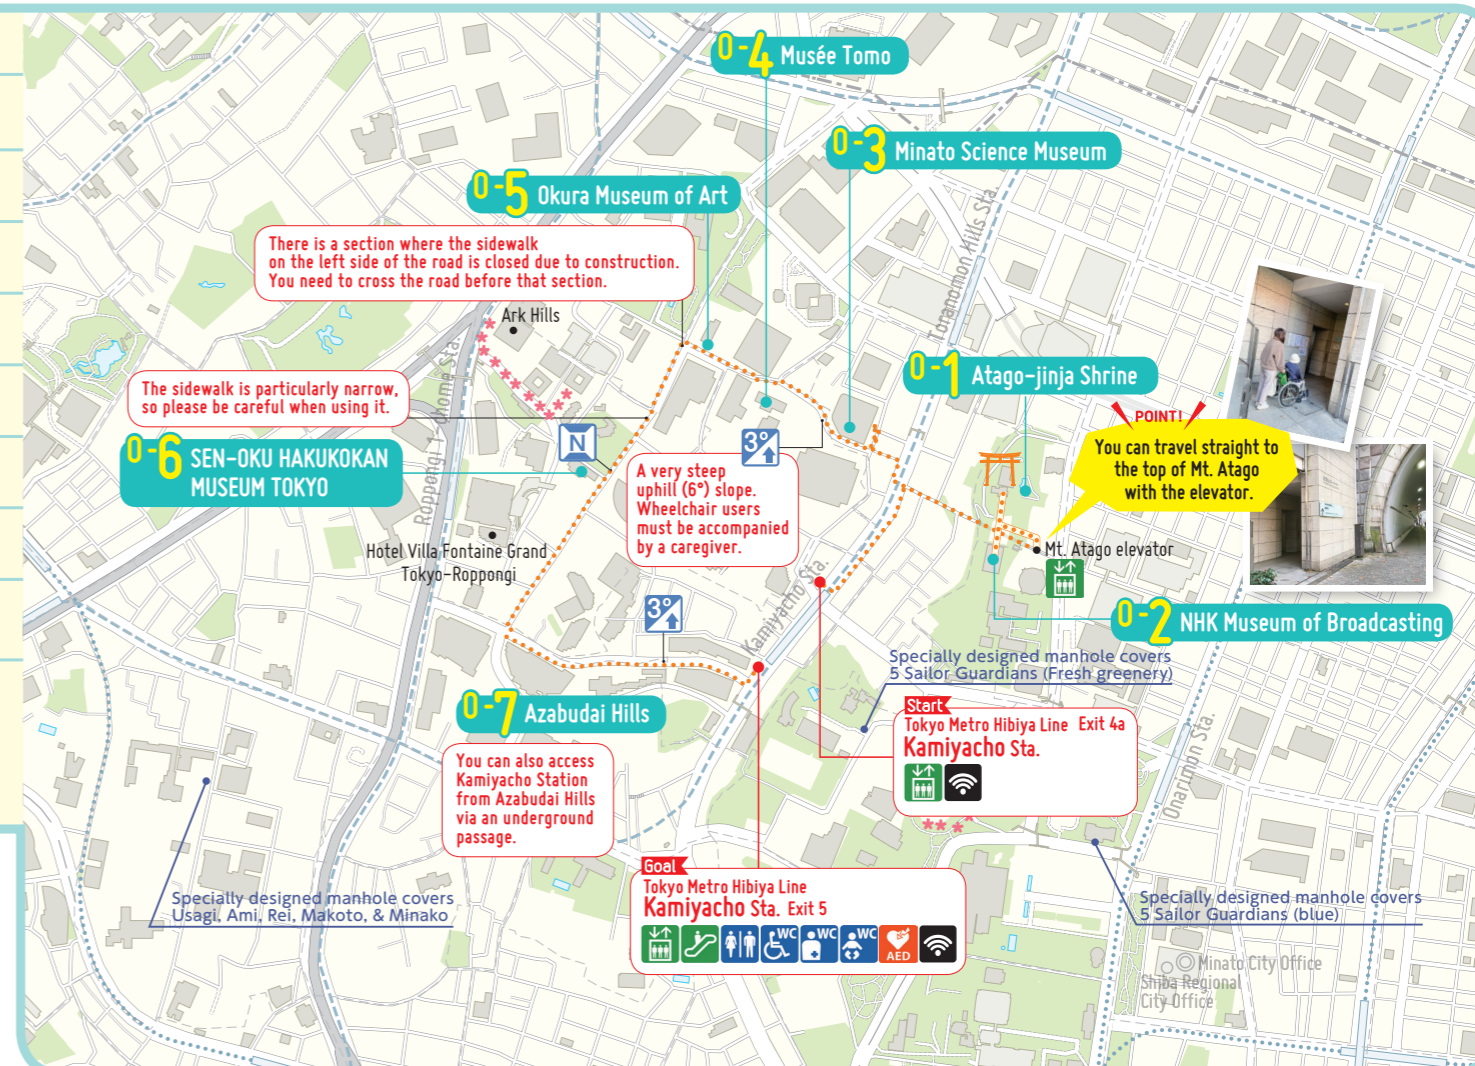 0-4 Musée Tomo
0-3 Minato Science Museum
0-5 Okura Museum of Art
There is a section where the sidewalk
on the left side of the road is closed due to construction.
You need to cross the road before that section.
Ark Hills
Toranomon Hills Sta.
The sidewalk is particularly narrow,
so please be careful when using it.
Roppongi 1-chome Sta.
0-1 Atago-jinja Shrine
POINT!
You can travel straight to
the top of Mt. Atago
with the elevator.
0-6 SEN-OKU HAKUKOKAN
MUSEUM TOKYO
N
3°
A very steep
uphill (6°) slope.
Wheelchair users
must be accompanied
by a caregiver.
Hotel Villa Fontaine Grand
Tokyo-Roppongi
Mt. Atago elevator
3°
Kamiyacho Sta.
0-2 NHK Museum of Broadcasting
Specially designed manhole covers
5 Sailor Guardians (Fresh greenery)
0-7 Azabudai Hills
You can also access
Kamiyacho Station
from Azabudai Hills
via an underground
passage.
Start
Tokyo Metro Hibiya Line Exit 4a
Kamiyacho Sta.
Onarimon Sta.
Goal
Tokyo Metro Hibiya Line
Kamiyacho Sta. Exit 5
WC
WC
WC
AED
Specially designed manhole covers
Usagi, Ami, Rei, Makoto, & Minako
Specially designed manhole covers
5 Sailor Guardians (blue)
Minato City Office
Shiba Regional
City Office